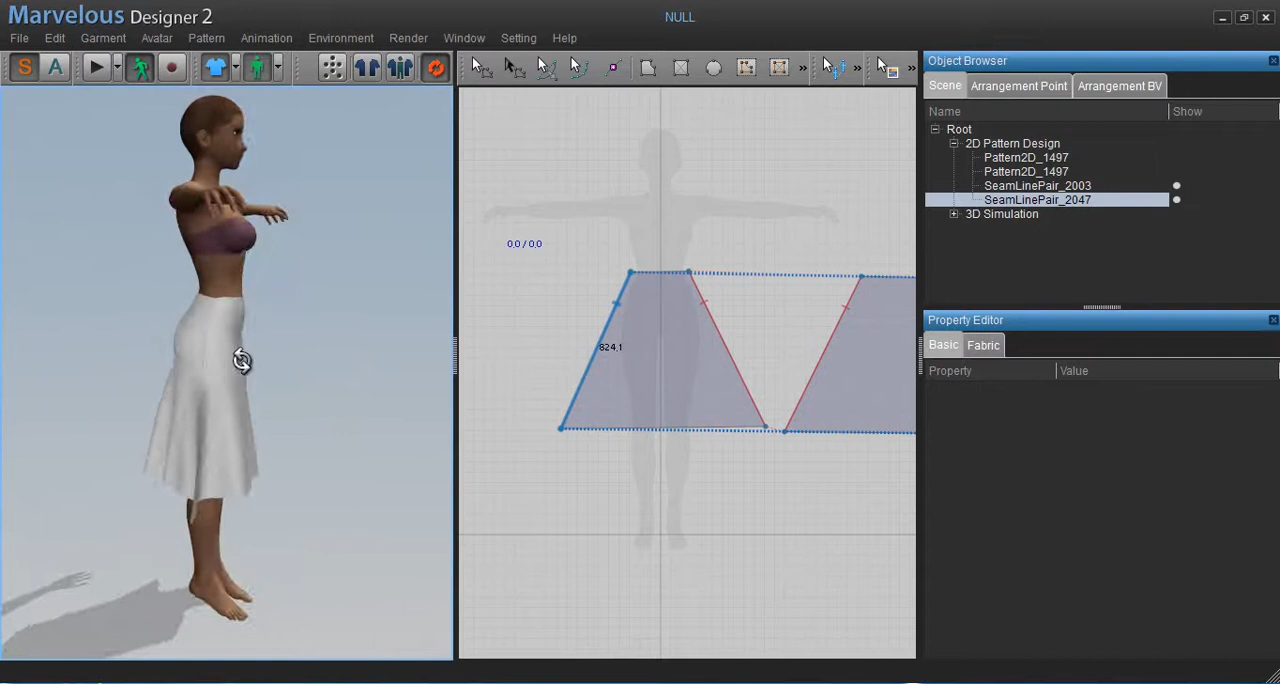 Marvelous Designer 2
NULL
File Edit Garment Avatar Pattern Animation Environment Render Window Setting Help
S A
Object Browser
Scene Arrangement Point Arrangement BV
Name Show
Root
2D Pattern Design
Pattern2D_1497
Pattern2D_1497
SeamLinePair_2003
SeamLinePair_2047
3D Simulation
0,0 / 0,0
824,1
Property Editor
Basic Fabric
Property Value